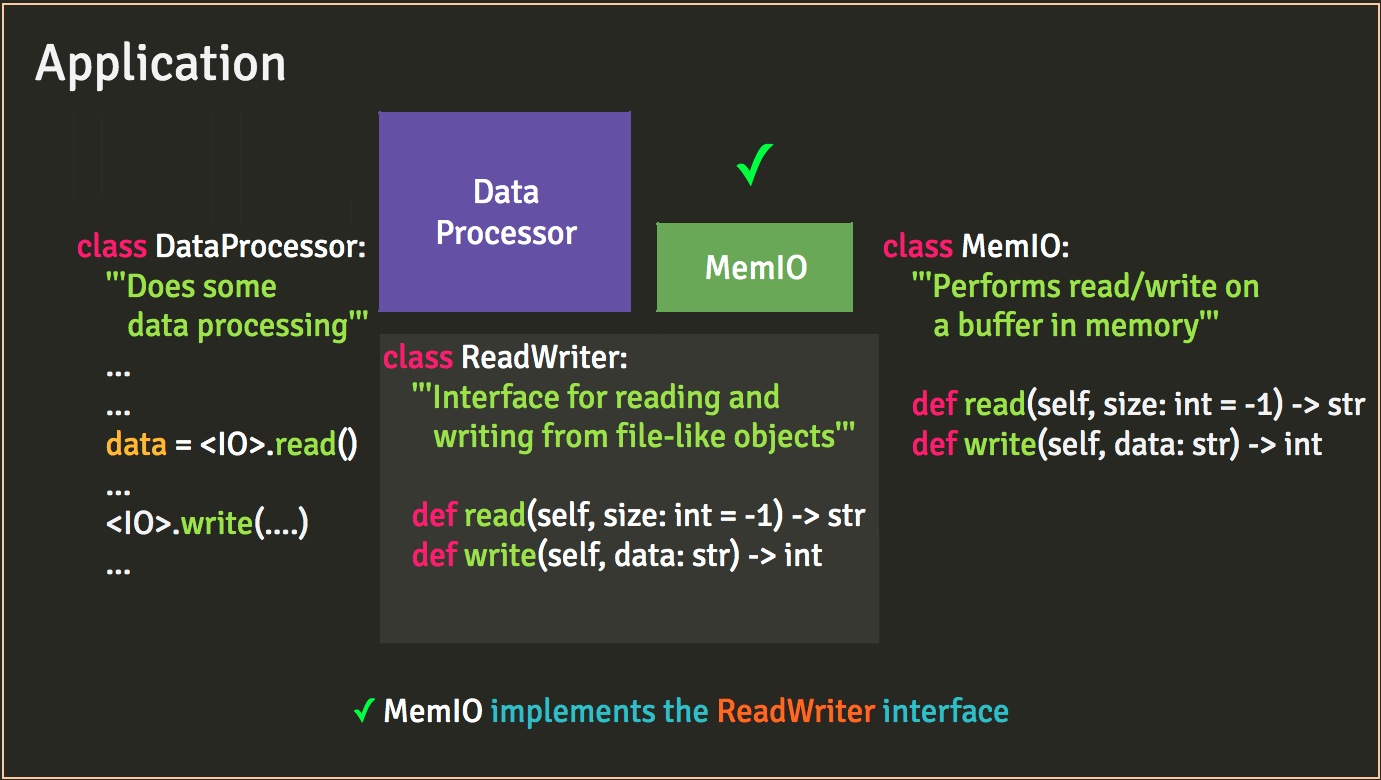 Application
Data
Processor
✓
MemIO
class DataProcessor:
'''Does some
data processing'''
...
...
data = <IO>.read()
...
<IO>.write(....)
...
class ReadWriter:
'''Interface for reading and
writing from file-like objects'''
def read(self, size: int = -1) -> str
def write(self, data: str) -> int
class MemIO:
'''Performs read/write on
a buffer in memory'''
def read(self, size: int = -1) -> str
def write(self, data: str) -> int
✓ MemIO implements the ReadWriter interface